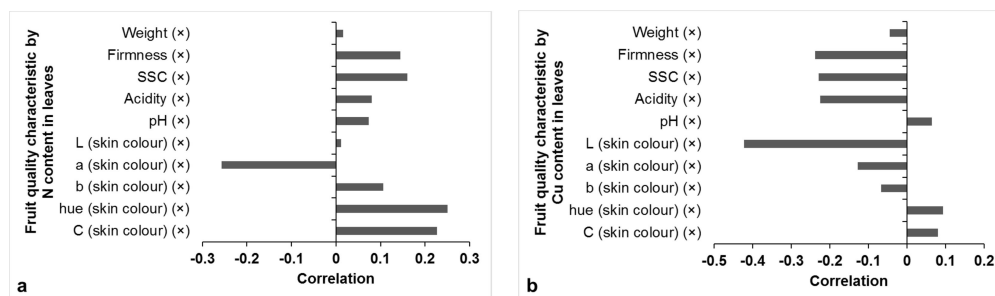 Fruit quality characteristic by
N content in leaves
Weight (×)
Firmness (×)
SSC (×)
Acidity (×)
pH (×)
L (skin colour) (×)
a (skin colour) (×)
b (skin colour) (×)
hue (skin colour) (×)
C (skin colour) (×)
-0.3 -0.2 -0.1 0 0.1 0.2 0.3
Correlation
a
Fruit quality characteristic by
Cu content in leaves
Weight (×)
Firmness (×)
SSC (×)
Acidity (×)
pH (×)
L (skin colour) (×)
a (skin colour) (×)
b (skin colour) (×)
hue (skin colour) (×)
C (skin colour) (×)
-0.5 -0.4 -0.3 -0.2 -0.1 0 0.1 0.2
Correlation
b